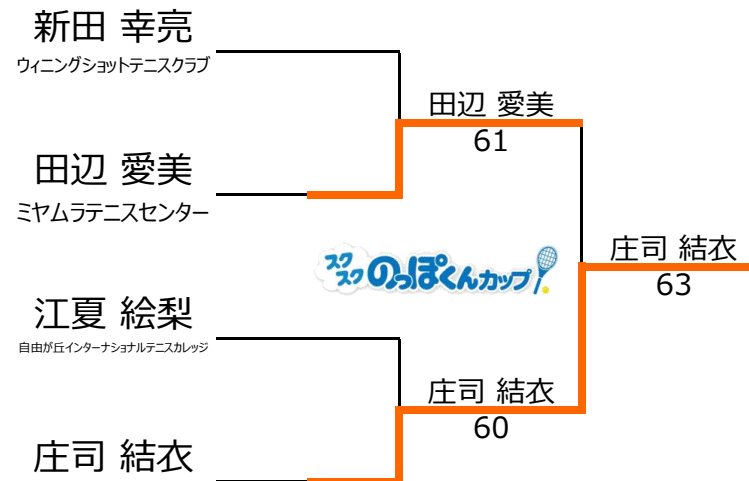 新田 幸亮
ウィニングショットテニスクラブ
田辺 愛美
61
田辺 愛美
ミヤムラテニスセンター
スクスク のっぽくんカップ!
庄司 結衣
63
江夏 絵梨
自由が丘インターナショナルテニスカレッジ
庄司 結衣
60
庄司 結衣